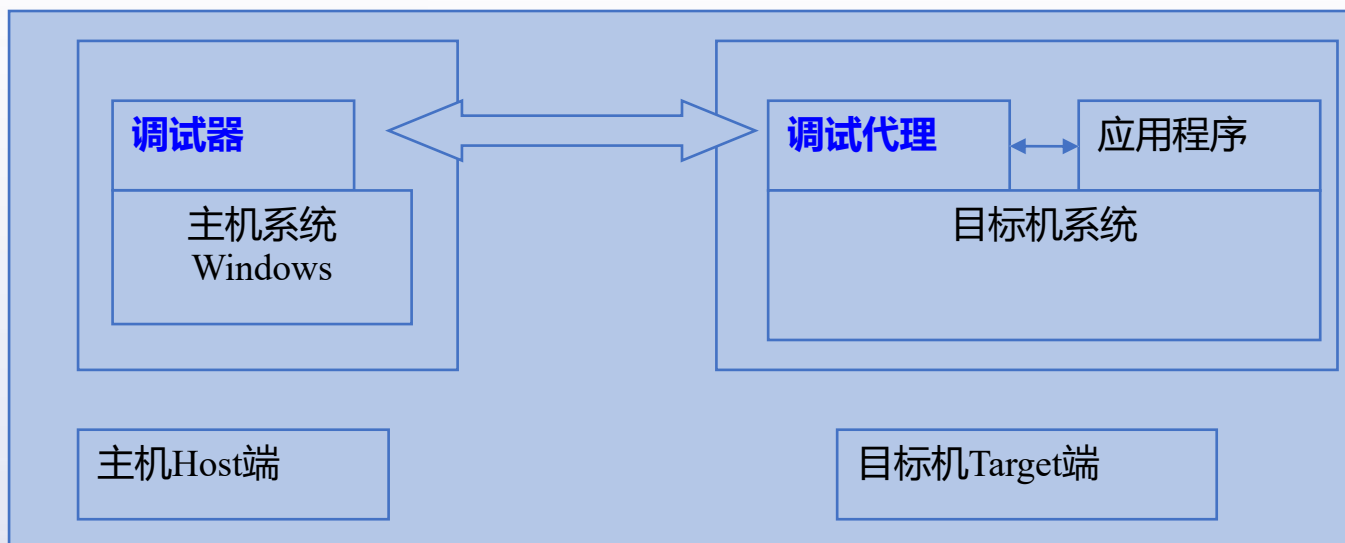 调试器
主机系统
Windows
调试代理
应用程序
目标机系统
主机Host端
目标机Target端